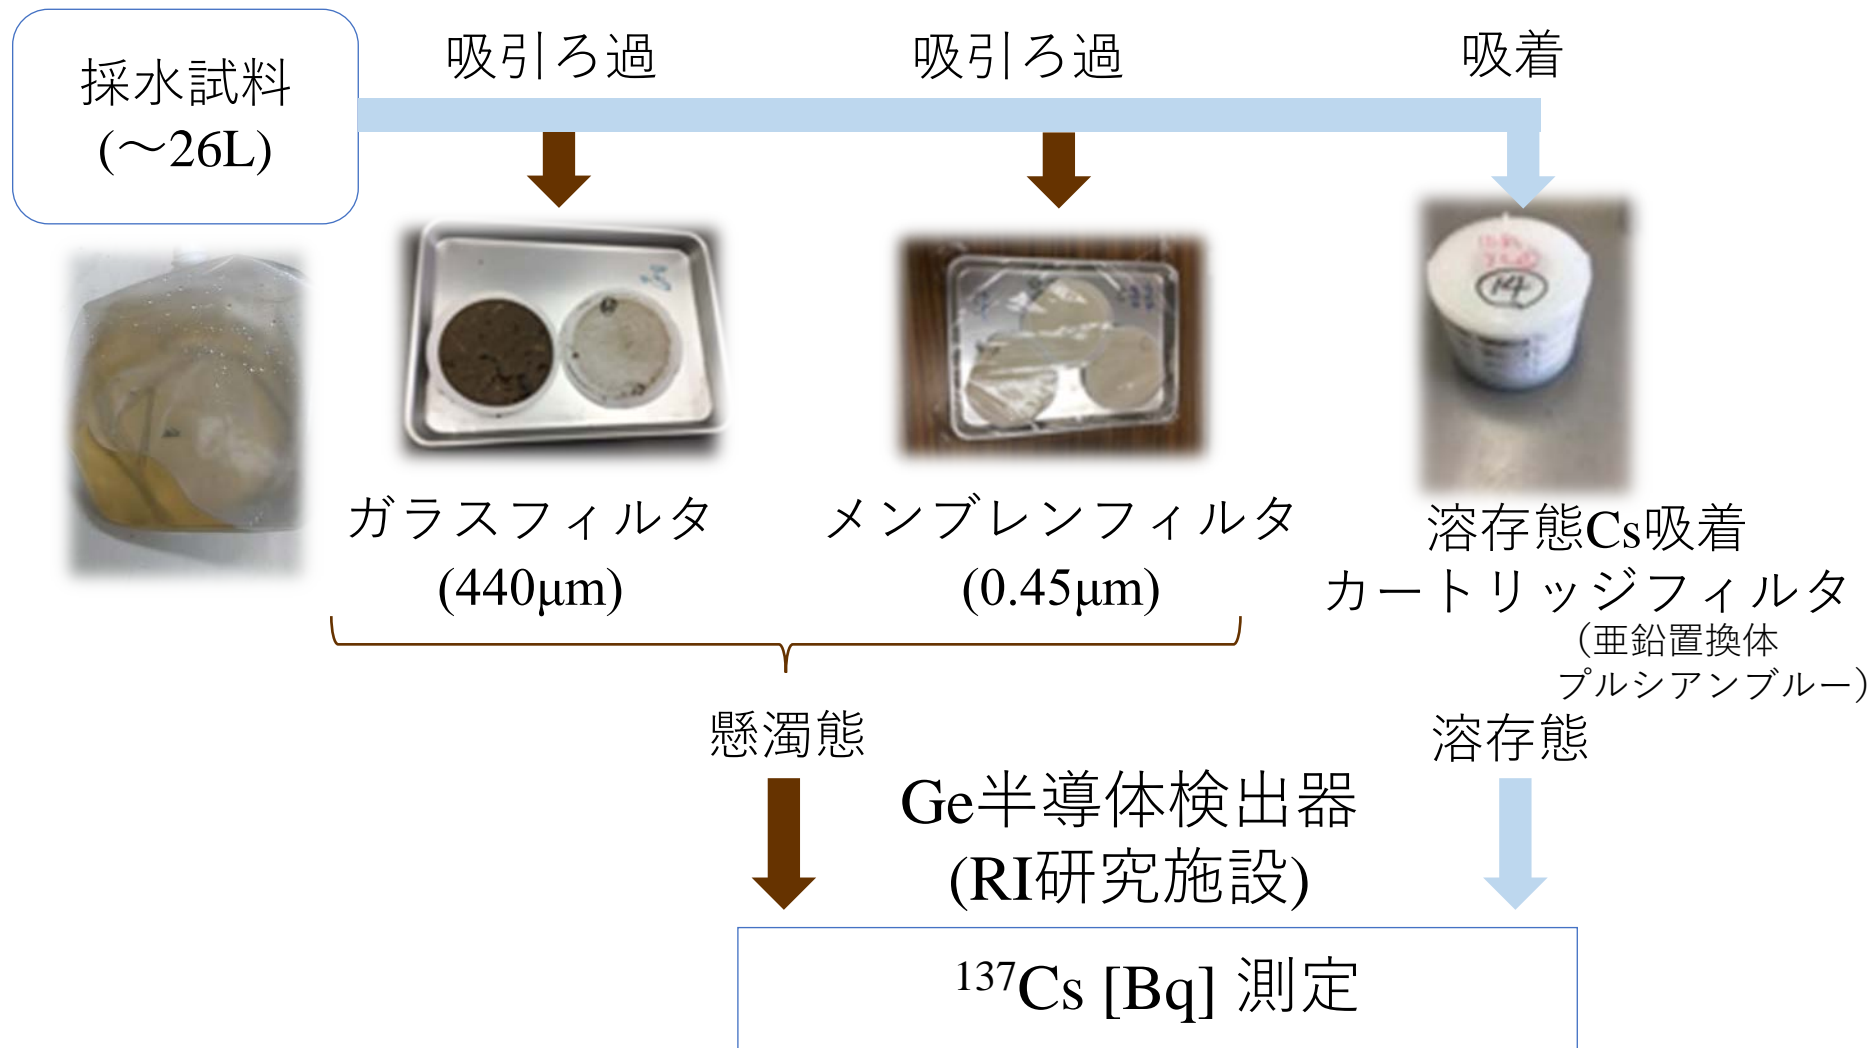 採水試料
(～26L)
吸引ろ過
吸引ろ過
吸着
14
ガラスフィルタ
(440μm)
メンブレンフィルタ
(0.45μm)
溶存態Cs吸着
カートリッジフィルタ
（亜鉛置換体
プルシアンブルー）
懸濁態
溶存態
Ge半導体検出器
(RI研究施設)
¹³⁷Cs [Bq] 測定